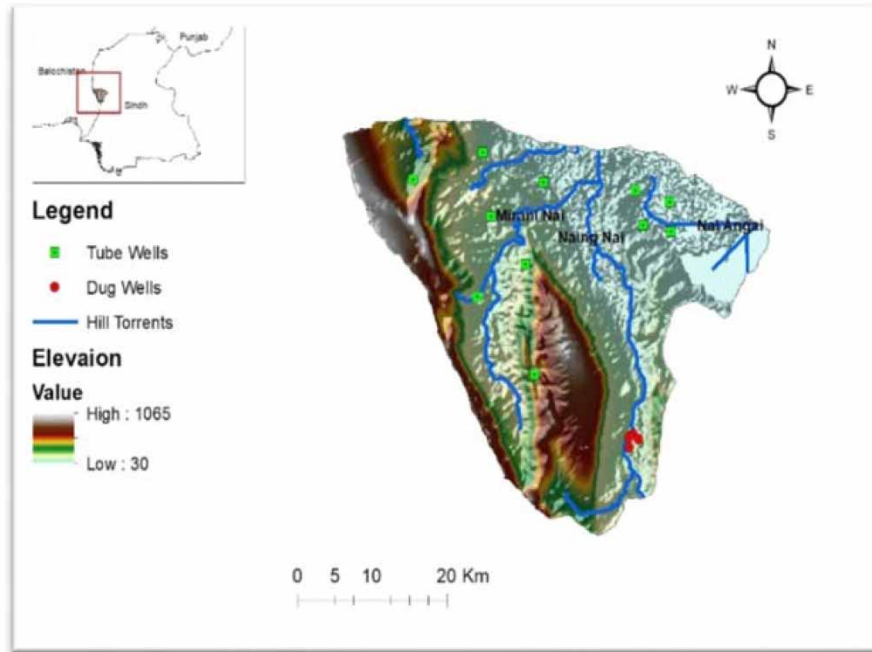 Punjab
Balochistan
Sindh
N
W E
S
Legend
Tube Wells
Dug Wells
Hill Torrents
Elevaion
Value
High : 1065
Low : 30
Mirani Nai
Naing Nai
Nai Angai
0 5 10 20 Km